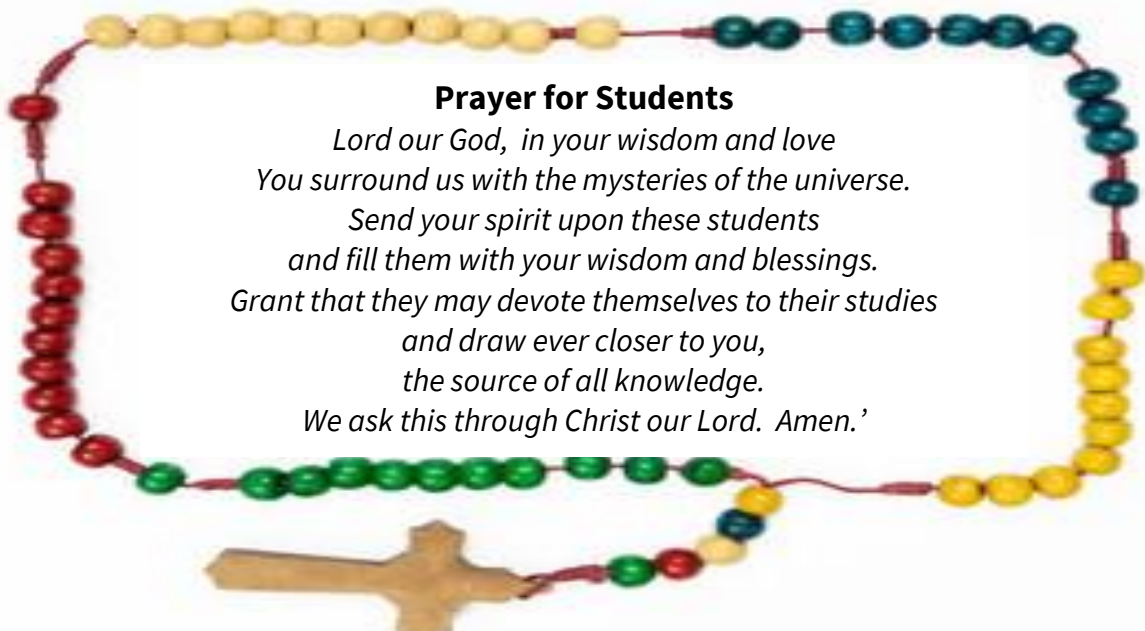 Prayer for Students
Lord our God,  in your wisdom and love
You surround us with the mysteries of the universe.
Send your spirit upon these students
and fill them with your wisdom and blessings.
Grant that they may devote themselves to their studies
and draw ever closer to you,
the source of all knowledge.
We ask this through Christ our Lord.  Amen.’